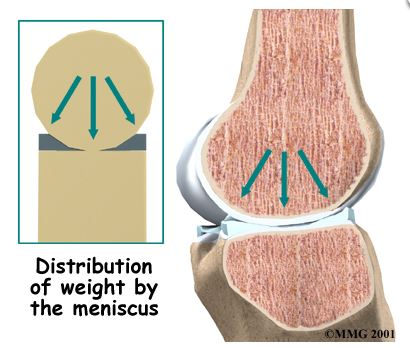 Distribution
of weight by
the meniscus
©MMG 2001